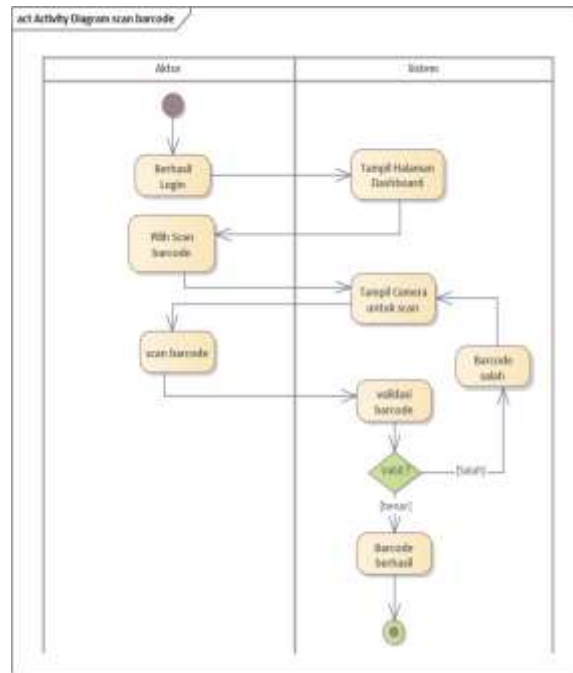 act Activity Diagram scan barcode
Aktor
Sistem
Berhasil
Login
Tampil Halaman
Dashboard
Pilih Scan
barcode
Tampil Camera
untuk scan
scan barcode
Barcode
salah
validasi
barcode
valid ?
[Salah]
[benar]
Barcode
berhasil